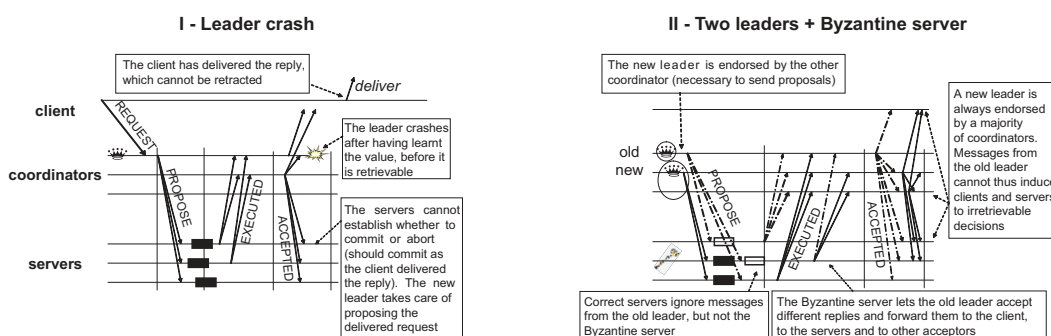 I - Leader crash
The client has delivered the reply,
which cannot be retracted
deliver
client
REQUEST
The leader crashes
after having learnt
the value, before it
is retrievable
coordinators
PROPOSE
EXECUTED
ACCEPTED
The servers cannot
establish whether to
commit or abort
(should commit as
the client delivered
the reply). The new
leader takes care of
proposing the
delivered request
servers
II - Two leaders + Byzantine server
The new leader is endorsed by the other
coordinator (necessary to send proposals)
A new leader is
always endorsed
by a majority
of coordinators.
Messages from
the old leader
cannot thus induce
clients and servers
to irretrievable
decisions
old
new
PROPOSE
EXECUTED
ACCEPTED
Correct servers ignore messages
from the old leader, but not the
Byzantine server
The Byzantine server lets the old leader accept
different replies and forward them to the client,
to the servers and to other acceptors